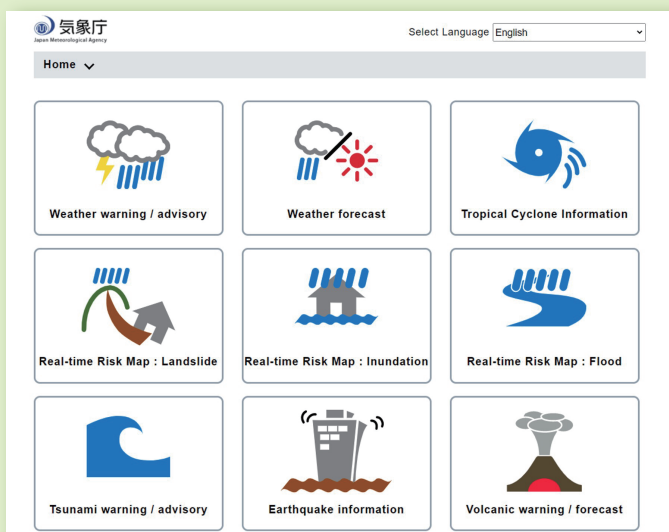 気象庁
Japan Meteorological Agency
Select Language English
Home
Weather warning / advisory
Weather forecast
Tropical Cyclone Information
Real-time Risk Map : Landslide
Real-time Risk Map : Inundation
Real-time Risk Map : Flood
Tsunami warning / advisory
Earthquake information
Volcanic warning / forecast